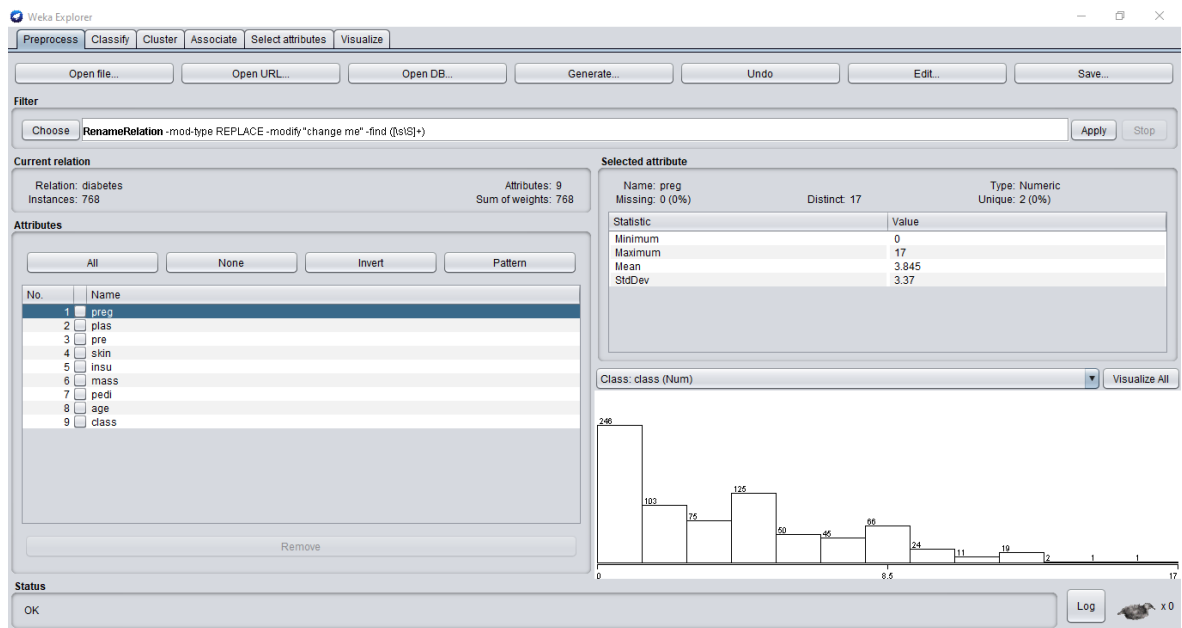 Weka Explorer
Preprocess Classify Cluster Associate Select attributes Visualize
Open file... Open URL... Open DB... Generate... Undo Edit... Save...
Filter
Choose RenameRelation -mod-type REPLACE -modify "change me" -find ([\s\S]+) Apply Stop
Current relation
Relation: diabetes Attributes: 9
Instances: 768 Sum of weights: 768
Attributes
All None Invert Pattern
No. Name
1 preg
2 plas
3 pre
4 skin
5 insu
6 mass
7 pedi
8 age
9 class
Remove
Selected attribute
Name: preg Type: Numeric
Missing: 0 (0%) Distinct: 17 Unique: 2 (0%)
Statistic Value
Minimum 0
Maximum 17
Mean 3.845
StdDev 3.37
Class: class (Num) Visualize All
246
103
75
125
50
45
66
24
11
19
2
1
1
0 8.5 17
Status
OK Log x 0